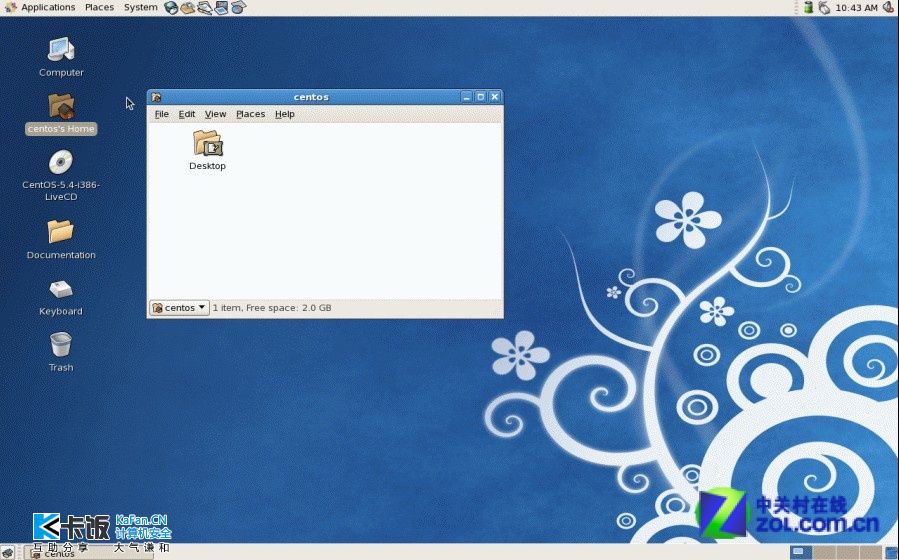 Applications Places System 10:43 AM
Computer
centos's Home
CentOS-5.4-i386-
LiveCD
Documentation
Keyboard
Trash
centos
File Edit View Places Help
Desktop
centos 1 item, Free space: 2.0 GB
卡饭 KaFan.CN
计算机安全
互助分享 大气谦和
中关村在线
ZOL.com.cn
centos